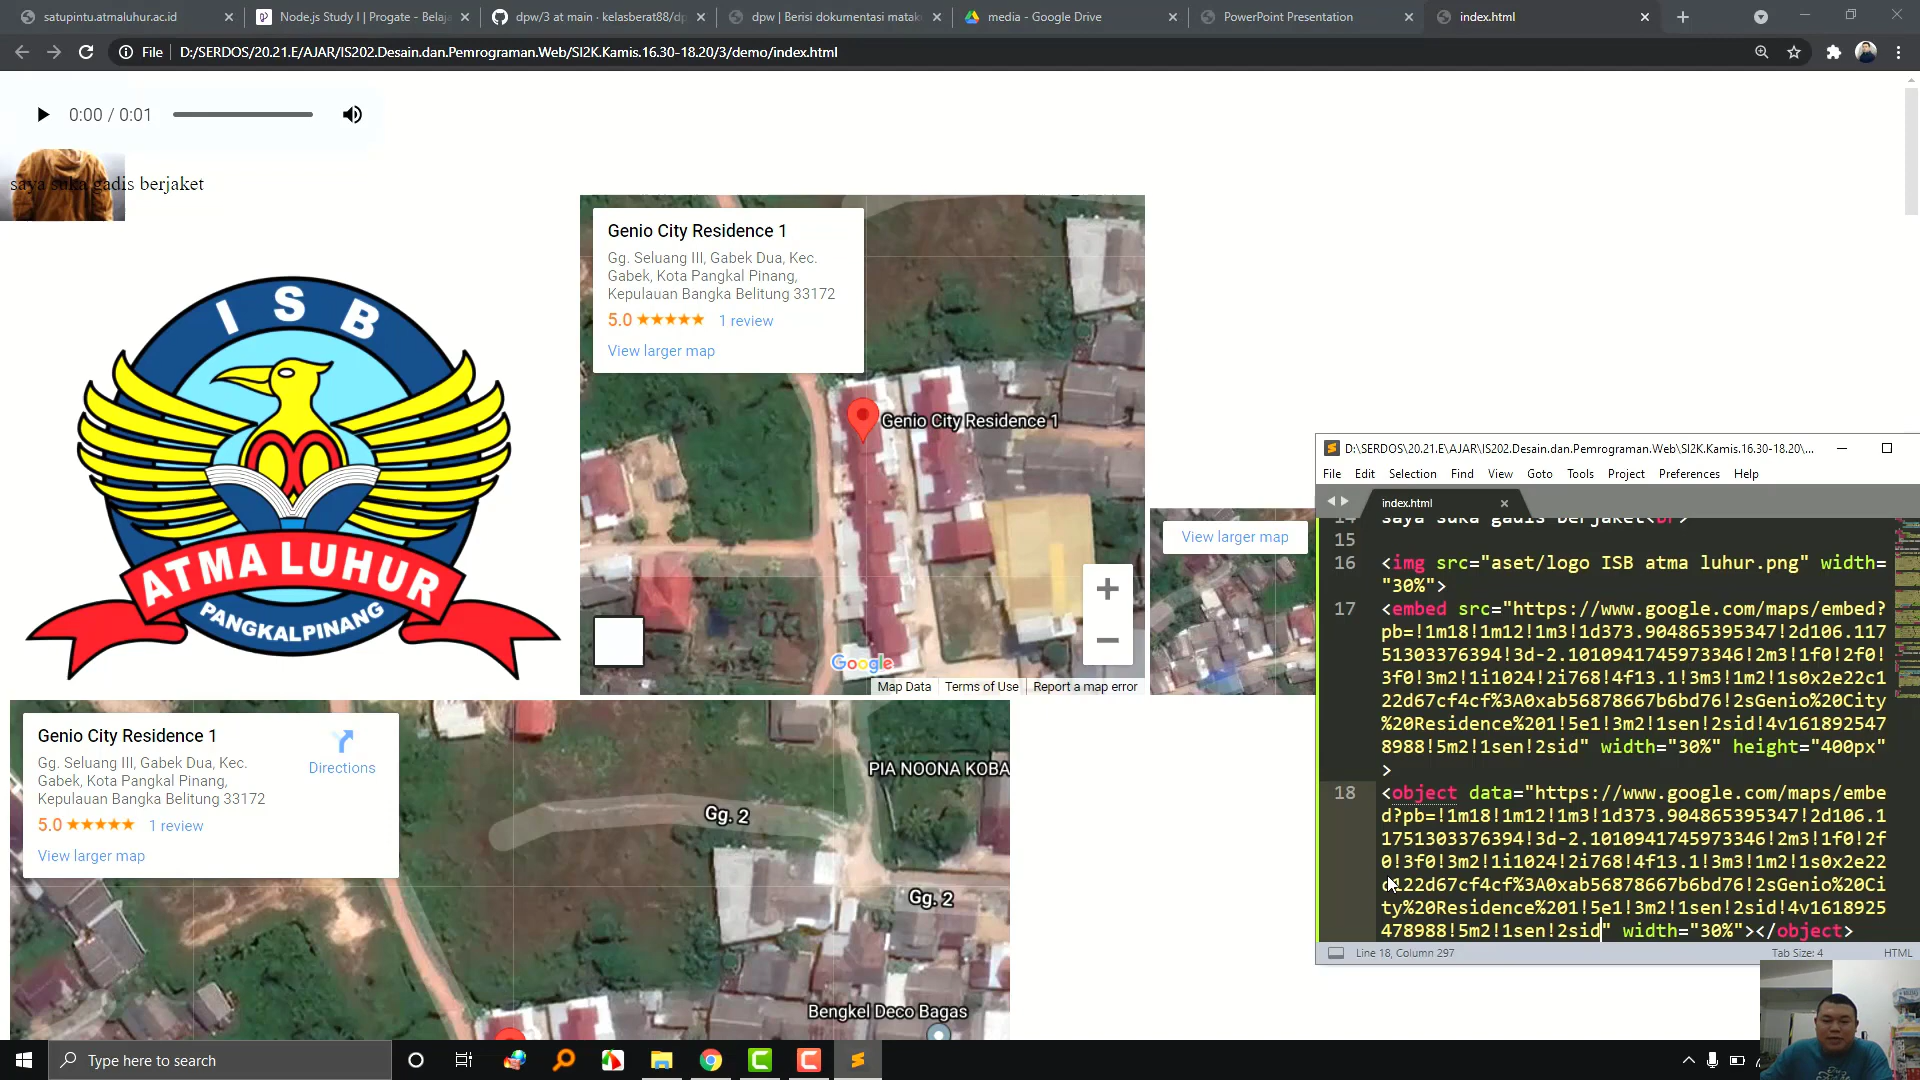 satupintu.atmaluhur.ac.id
Node.js Study I | Progate - Belaja
dpw/3 at main · kelasberat88/dp
dpw | Berisi dokumentasi matak
media - Google Drive
PowerPoint Presentation
index.html
File
D:/SERDOS/20.21.E/AJAR/IS202.Desain.dan.Pemrograman.Web/SI2K.Kamis.16.30-18.20/3/demo/index.html
0:00 / 0:01
saya suka gadis berjaket
ISB
ATMA LUHUR
PANGKALPINANG
Genio City Residence 1
Gg. Seluang III, Gabek Dua, Kec.
Gabek, Kota Pangkal Pinang,
Kepulauan Bangka Belitung 33172
5.0 ★★★★★ 1 review
View larger map
Genio City Residence 1
Google
Map Data
Terms of Use
Report a map error
View larger map
Genio City Residence 1
Directions
Gg. Seluang III, Gabek Dua, Kec.
Gabek, Kota Pangkal Pinang,
Kepulauan Bangka Belitung 33172
5.0 ★★★★★ 1 review
View larger map
PIA NOONA KOBA
Gg. 2
Gg. 2
Bengkel Deco Bagas
D:\SERDOS\20.21.E\AJAR\IS202.Desain.dan.Pemrograman.Web\SI2K.Kamis.16.30-18.20\...
File Edit Selection Find View Goto Tools Project Preferences Help
index.html
14 saya suka gadis berjaket<br>
15
16 <img src="aset/logo ISB atma luhur.png" width=
"30%">
17 <embed src="https://www.google.com/maps/embed?
pb=!1m18!1m12!1m3!1d373.904865395347!2d106.117
51303376394!3d-2.1010941745973346!2m3!1f0!2f0!
3f0!3m2!1i1024!2i768!4f13.1!3m3!1m2!1s0x2e22c1
22d67cf4cf%3A0xab56878667b6bd76!2sGenio%20City
%20Residence%201!5e1!3m2!1sen!2sid!4v161892547
8988!5m2!1sen!2sid" width="30%" height="400px"
>
18 <object data="https://www.google.com/maps/embe
d?pb=!1m18!1m12!1m3!1d373.904865395347!2d106.1
1751303376394!3d-2.1010941745973346!2m3!1f0!2f
0!3f0!3m2!1i1024!2i768!4f13.1!3m3!1m2!1s0x2e22
c122d67cf4cf%3A0xab56878667b6bd76!2sGenio%20Ci
ty%20Residence%201!5e1!3m2!1sen!2sid!4v1618925
478988!5m2!1sen!2sid" width="30%"></object>
Line 18, Column 297
Tab Size: 4
HTML
Type here to search